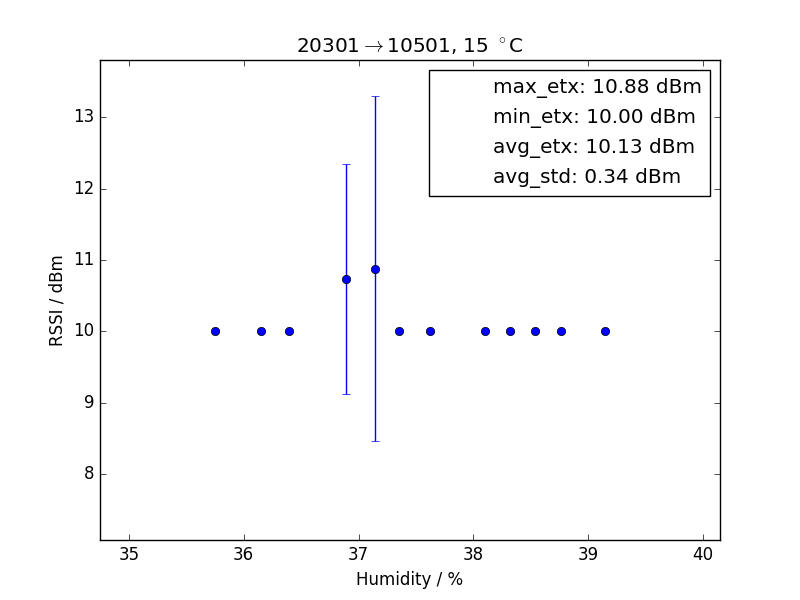 20301→10501, 15 °C
max_etx: 10.88 dBm
min_etx: 10.00 dBm
avg_etx: 10.13 dBm
avg_std: 0.34 dBm
RSSI / dBm
13
12
11
10
9
8
35 36 37 38 39 40
Humidity / %